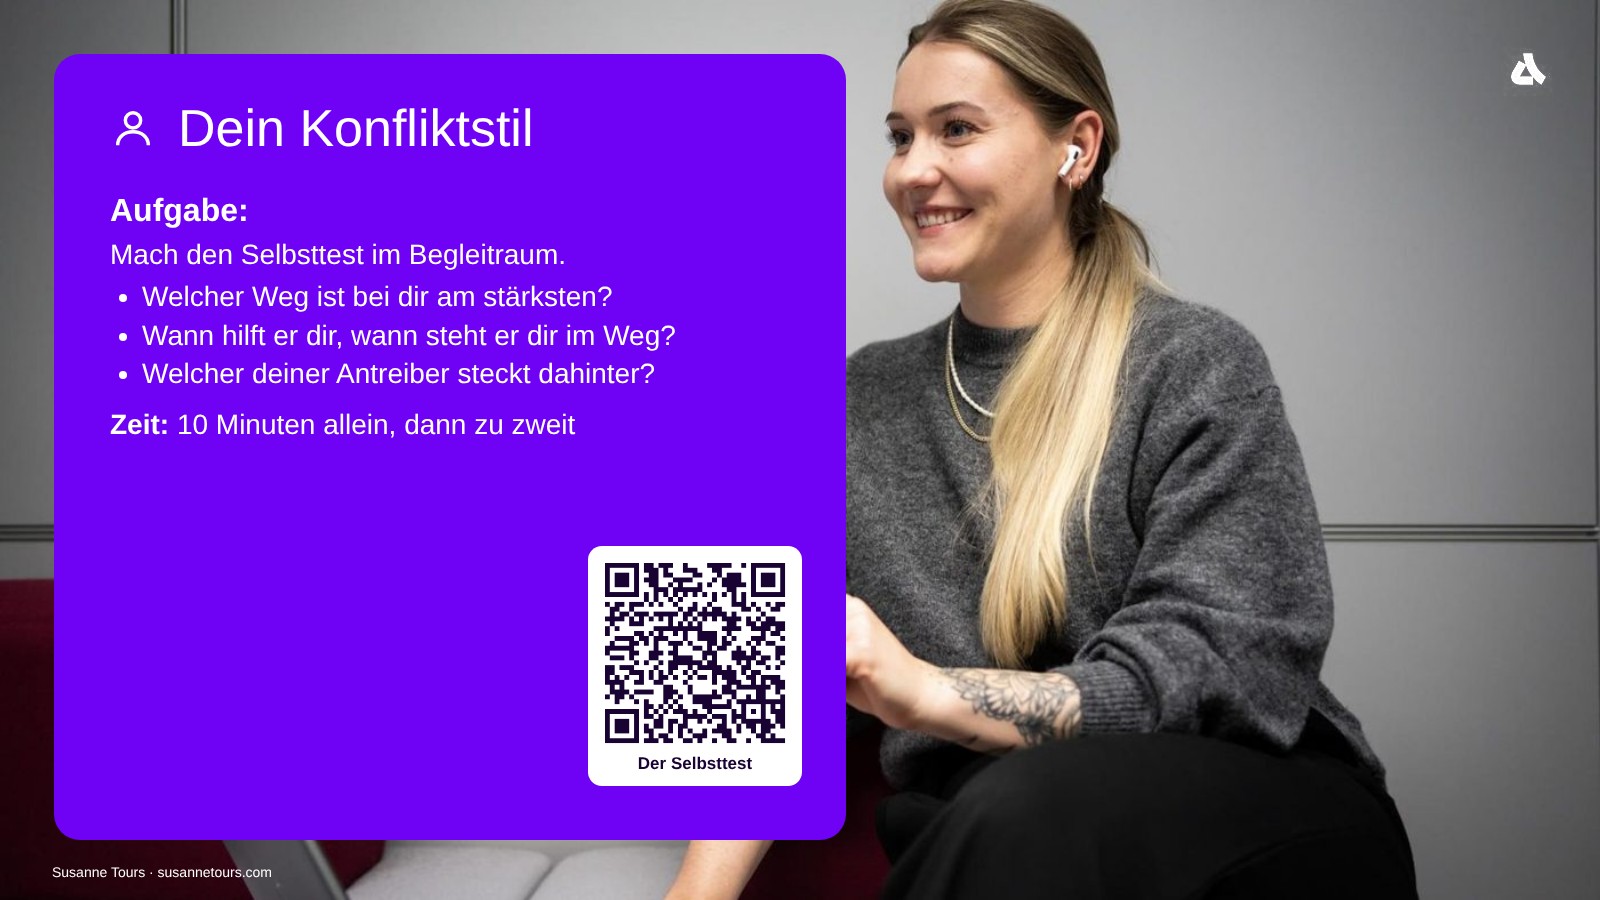 Dein Konfliktstil
Aufgabe:
Mach den Selbsttest im Begleitraum.
• Welcher Weg ist bei dir am stärksten?
• Wann hilft er dir, wann steht er dir im Weg?
• Welcher deiner Antreiber steckt dahinter?
Zeit: 10 Minuten allein, dann zu zweit
Der Selbsttest
Susanne Tours · susannetours.com